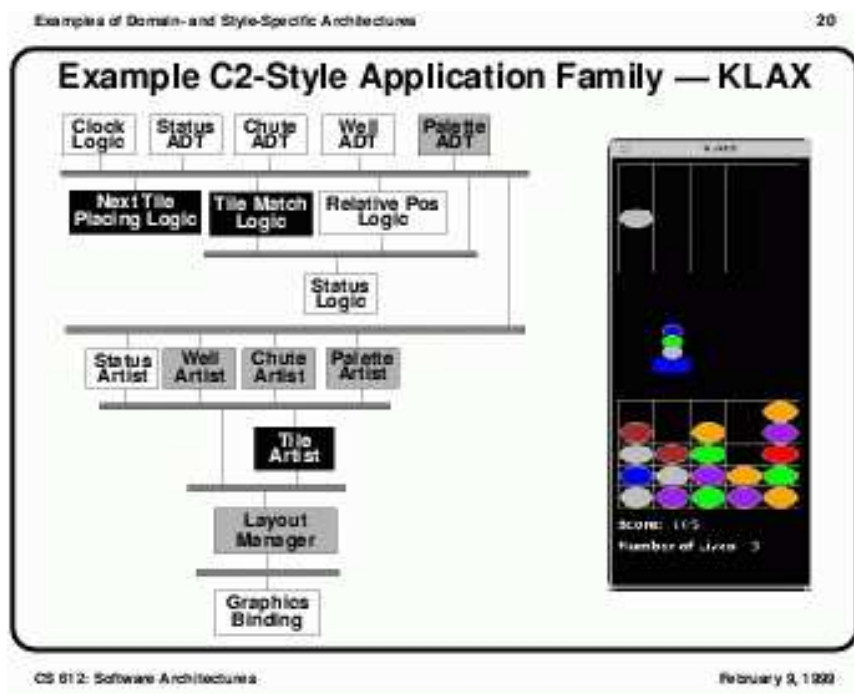 Examples of Domain- and Style-Specific Architectures
20
Example C2-Style Application Family — KLAX
Clock
Logic
Status
ADT
Chute
ADT
Well
ADT
Palette
ADT
Next Tile
Placing Logic
Tile Match
Logic
Relative Pos
Logic
Status
Logic
Status
Artist
Well
Artist
Chute
Artist
Palette
Artist
Tile
Artist
Layout
Manager
Graphics
Binding
Score:
Number of Lives 3
CS 612: Software Architectures
February 9, 1999